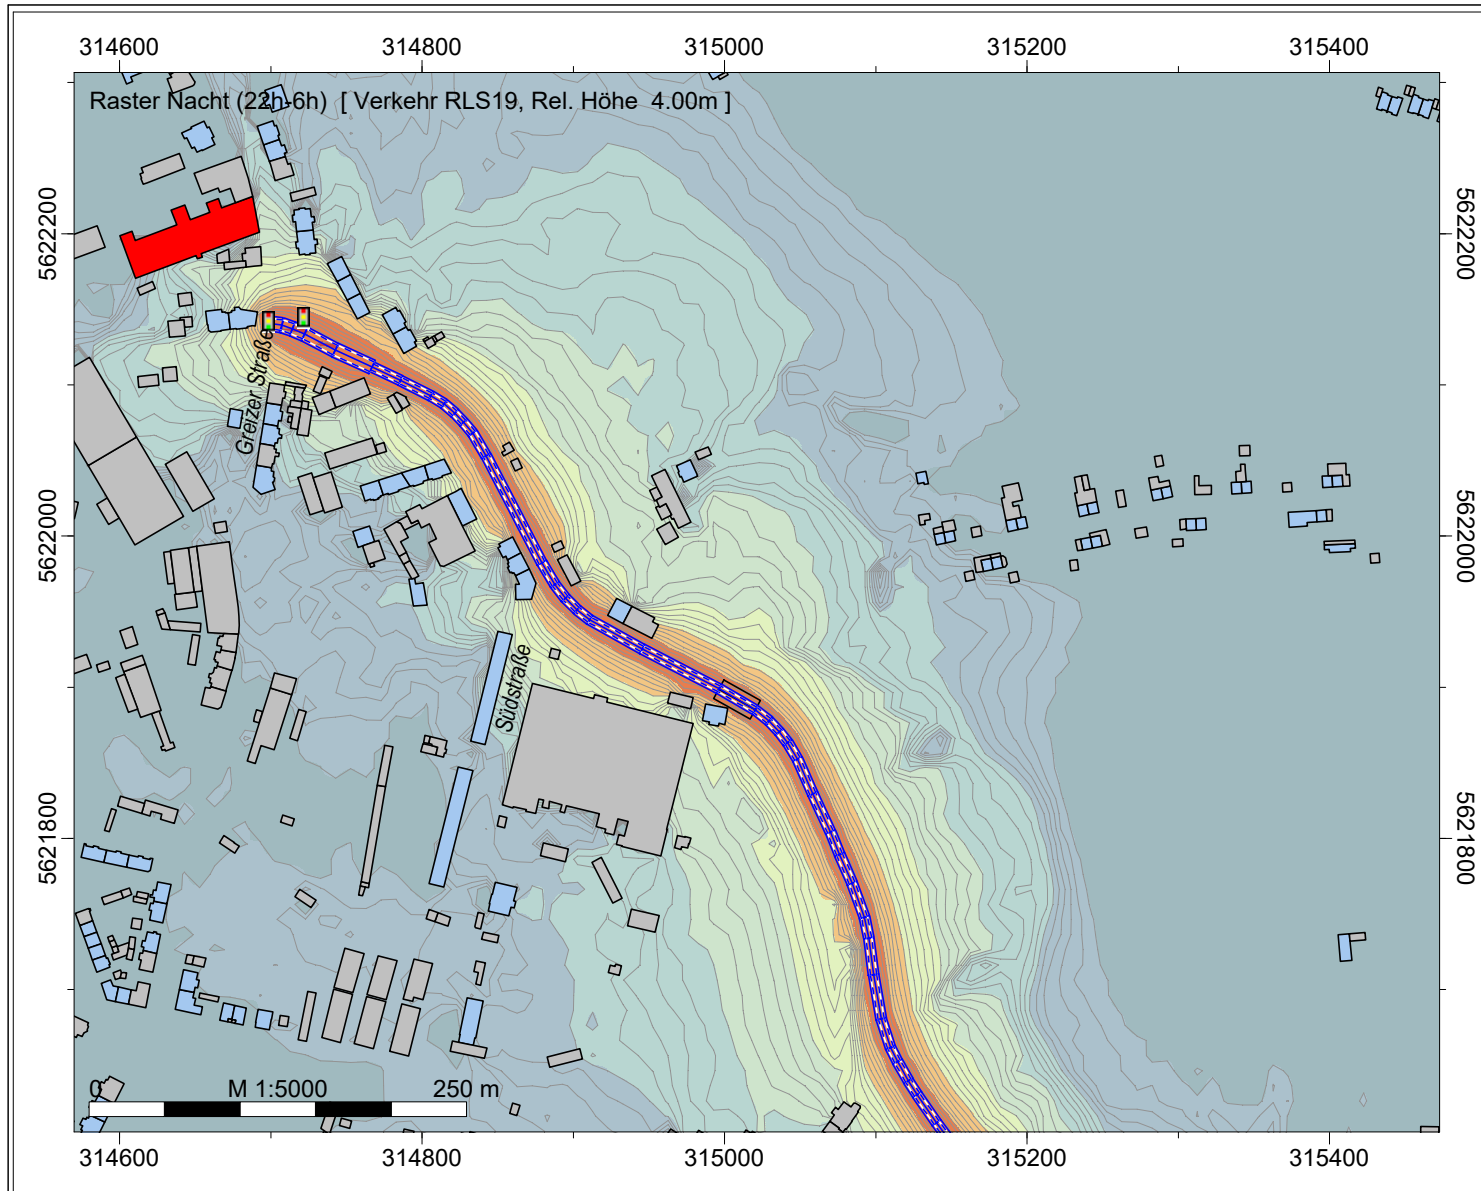 314600 314800 315000 315200 315400
Raster Nacht (22h-6h) [ Verkehr RLS19, Rel. Höhe 4.00m ]
5622200 5622200
Greizer Straße
5622000 5622000
Südstraße
5621800 5621800
0 M 1:5000 250 m
314600 314800 315000 315200 315400